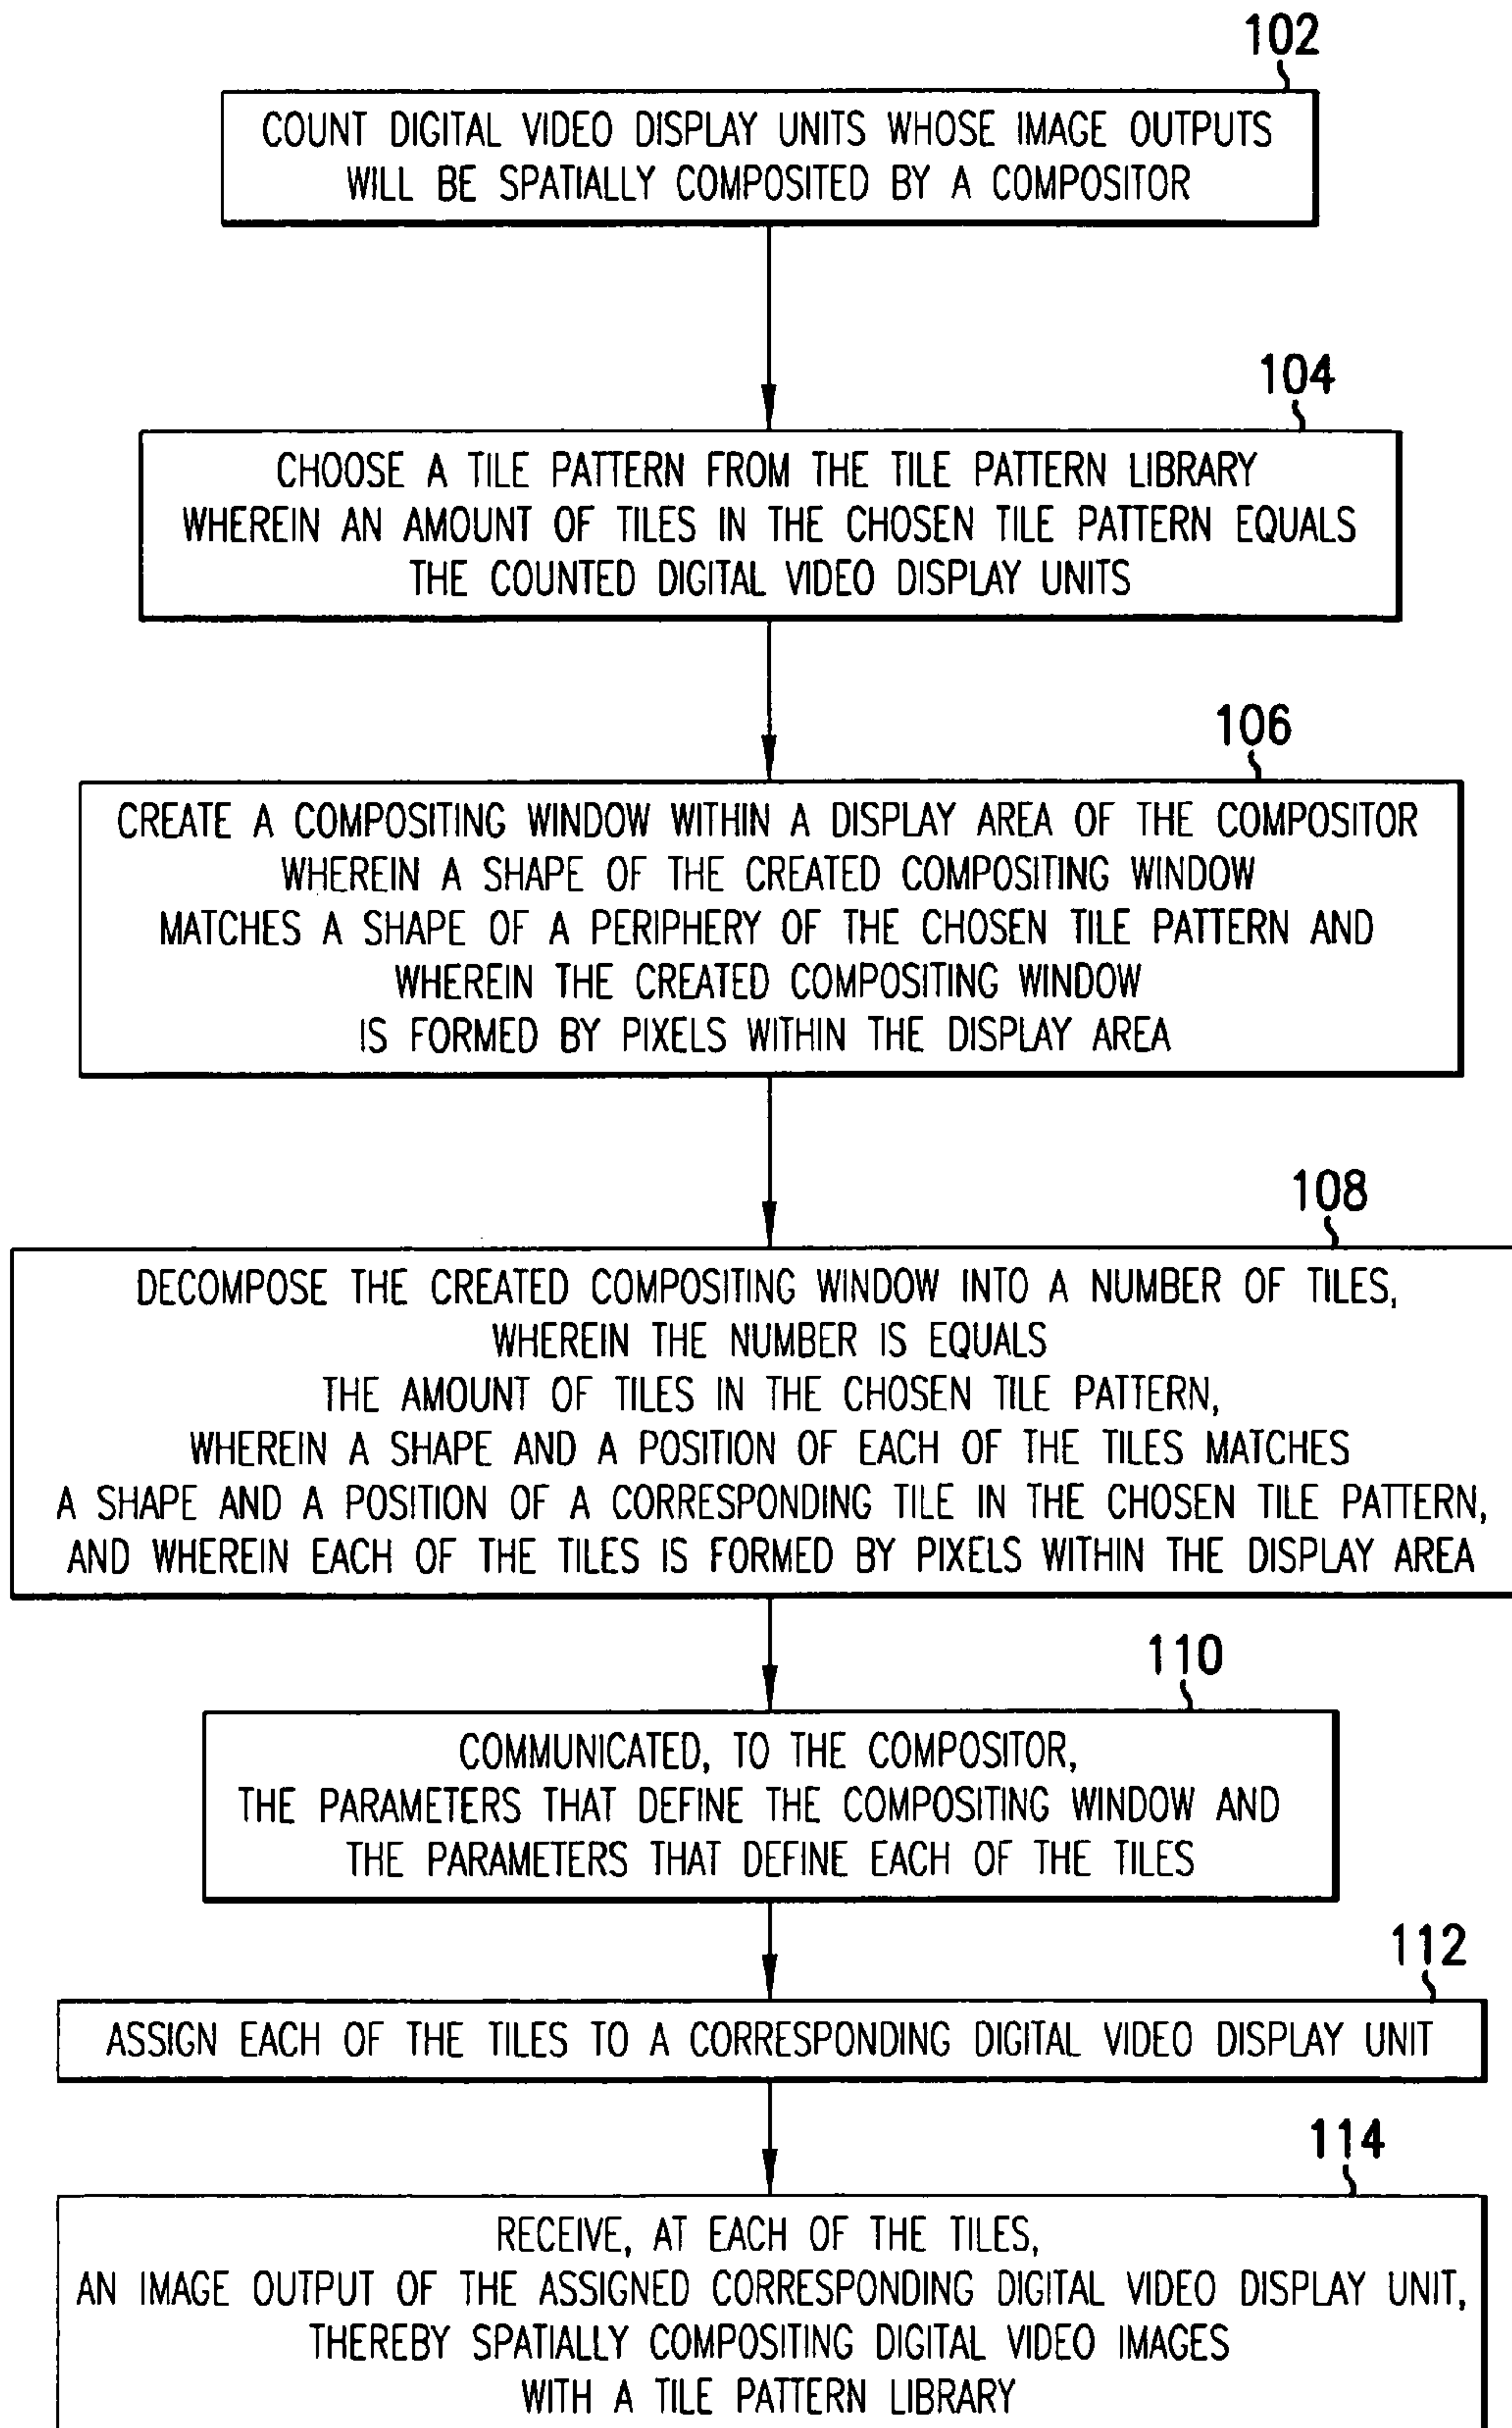 102
COUNT DIGITAL VIDEO DISPLAY UNITS WHOSE IMAGE OUTPUTS
WILL BE SPATIALLY COMPOSITED BY A COMPOSITOR
104
CHOOSE A TILE PATTERN FROM THE TILE PATTERN LIBRARY
WHEREIN AN AMOUNT OF TILES IN THE CHOSEN TILE PATTERN EQUALS
THE COUNTED DIGITAL VIDEO DISPLAY UNITS
106
CREATE A COMPOSITING WINDOW WITHIN A DISPLAY AREA OF THE COMPOSITOR
WHEREIN A SHAPE OF THE CREATED COMPOSITING WINDOW
MATCHES A SHAPE OF A PERIPHERY OF THE CHOSEN TILE PATTERN AND
WHEREIN THE CREATED COMPOSITING WINDOW
IS FORMED BY PIXELS WITHIN THE DISPLAY AREA
108
DECOMPOSE THE CREATED COMPOSITING WINDOW INTO A NUMBER OF TILES,
WHEREIN THE NUMBER IS EQUALS
THE AMOUNT OF TILES IN THE CHOSEN TILE PATTERN,
WHEREIN A SHAPE AND A POSITION OF EACH OF THE TILES MATCHES
A SHAPE AND A POSITION OF A CORRESPONDING TILE IN THE CHOSEN TILE PATTERN,
AND WHEREIN EACH OF THE TILES IS FORMED BY PIXELS WITHIN THE DISPLAY AREA
110
COMMUNICATED, TO THE COMPOSITOR,
THE PARAMETERS THAT DEFINE THE COMPOSITING WINDOW AND
THE PARAMETERS THAT DEFINE EACH OF THE TILES
112
ASSIGN EACH OF THE TILES TO A CORRESPONDING DIGITAL VIDEO DISPLAY UNIT
114
RECEIVE, AT EACH OF THE TILES,
AN IMAGE OUTPUT OF THE ASSIGNED CORRESPONDING DIGITAL VIDEO DISPLAY UNIT,
THEREBY SPATIALLY COMPOSITING DIGITAL VIDEO IMAGES
WITH A TILE PATTERN LIBRARY